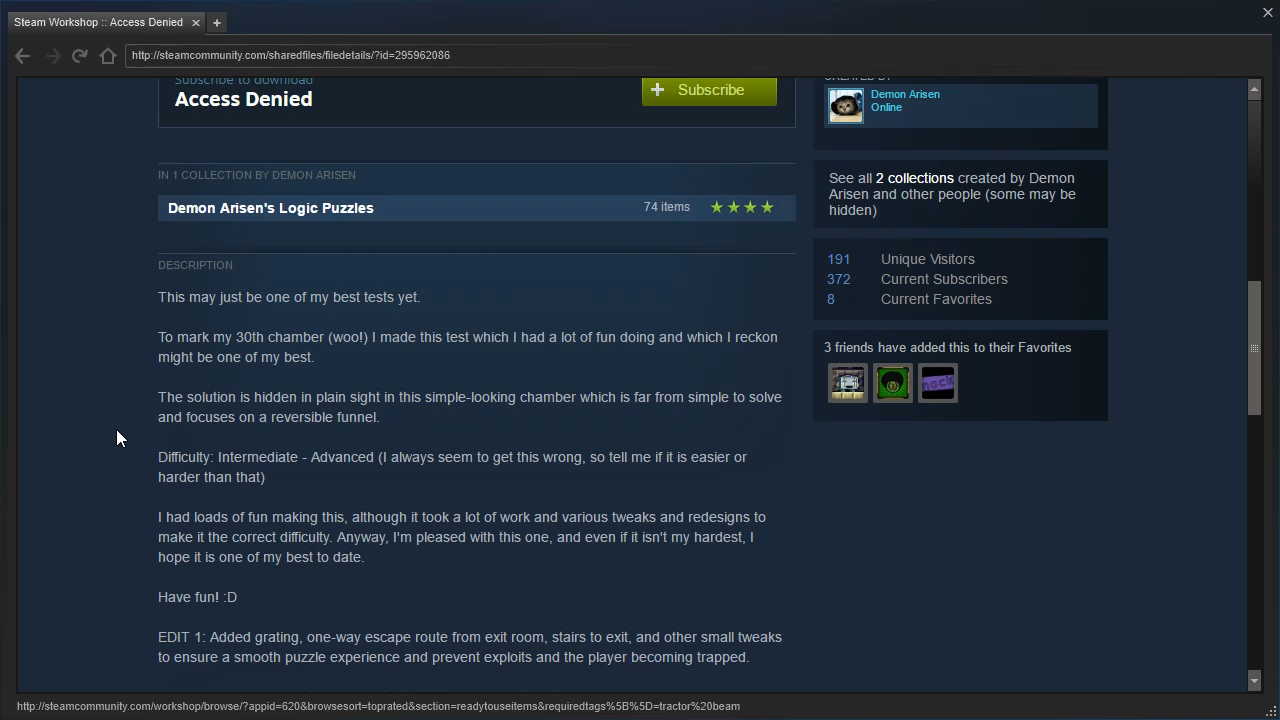 Steam Workshop :: Access Denied
http://steamcommunity.com/sharedfiles/filedetails/?id=295962086
Subscribe to download
Access Denied
Subscribe
CREATED BY
Demon Arisen
Online
IN 1 COLLECTION BY DEMON ARISEN
Demon Arisen's Logic Puzzles
74 items
See all 2 collections created by Demon
Arisen and other people (some may be
hidden)
191 Unique Visitors
372 Current Subscribers
8 Current Favorites
3 friends have added this to their Favorites
nock
DESCRIPTION
This may just be one of my best tests yet.
To mark my 30th chamber (woo!) I made this test which I had a lot of fun doing and which I reckon
might be one of my best.
The solution is hidden in plain sight in this simple-looking chamber which is far from simple to solve
and focuses on a reversible funnel.
Difficulty: Intermediate - Advanced (I always seem to get this wrong, so tell me if it is easier or
harder than that)
I had loads of fun making this, although it took a lot of work and various tweaks and redesigns to
make it the correct difficulty. Anyway, I'm pleased with this one, and even if it isn't my hardest, I
hope it is one of my best to date.
Have fun! :D
EDIT 1: Added grating, one-way escape route from exit room, stairs to exit, and other small tweaks
to ensure a smooth puzzle experience and prevent exploits and the player becoming trapped.
http://steamcommunity.com/workshop/browse/?appid=620&browsesort=toprated&section=readytouseitems&requiredtags%5B%5D=tractor%20beam